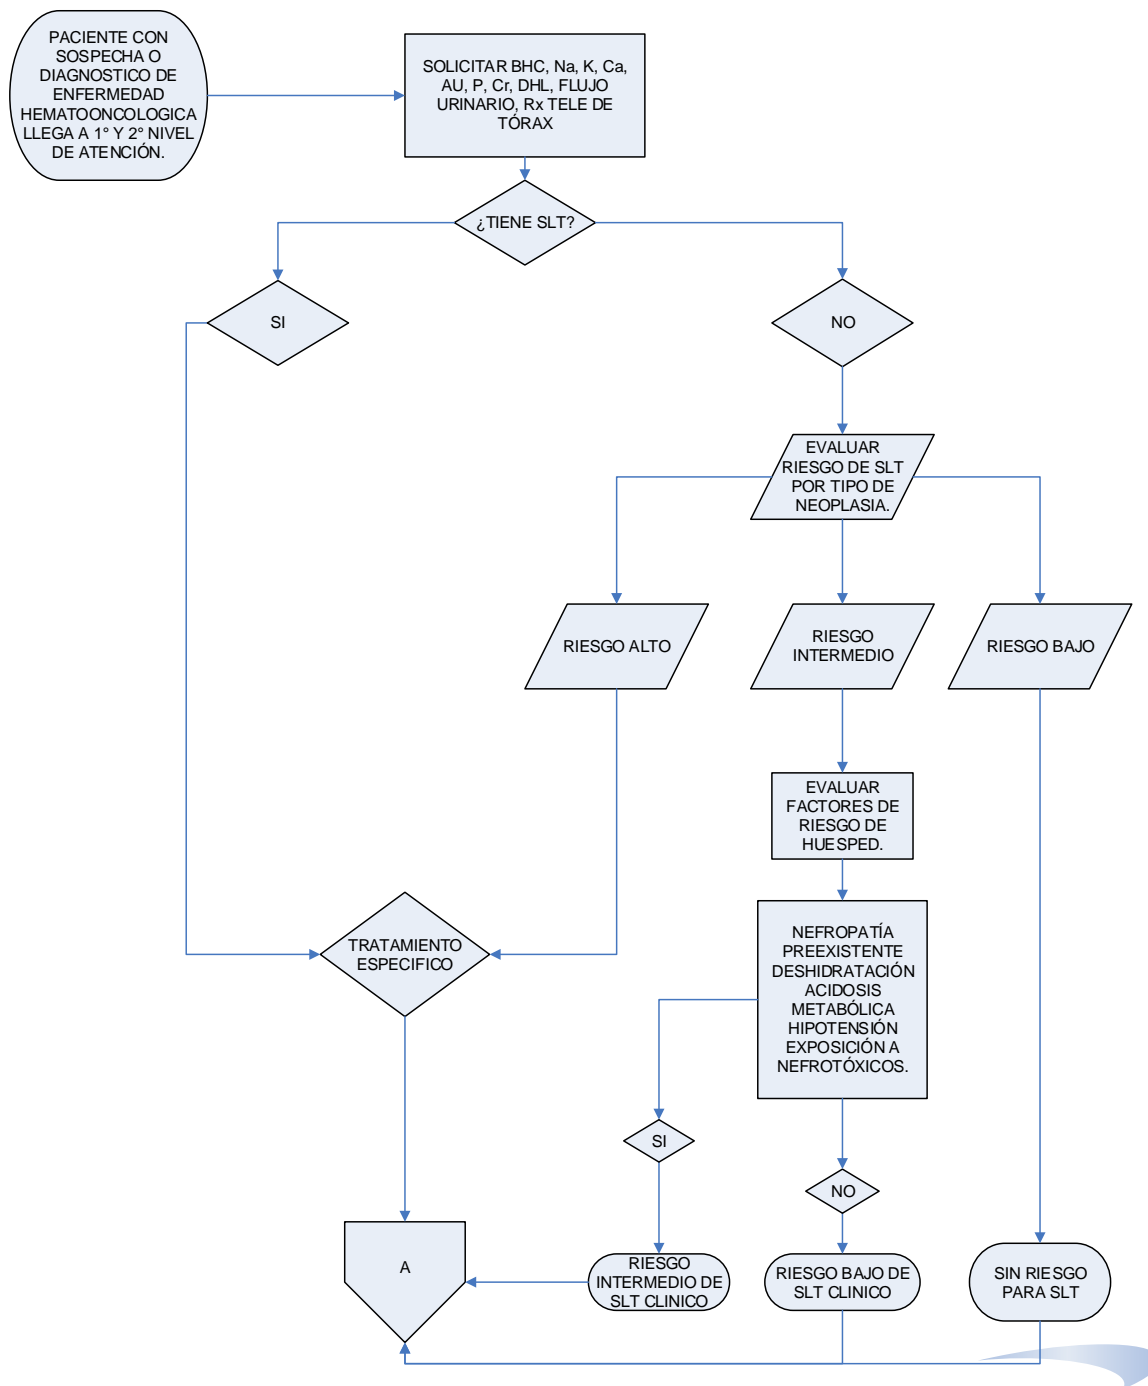 PACIENTE CON
SOSPECHA O
DIAGNOSTICO DE
ENFERMEDAD
HEMATOONCOLOGICA
LLEGA A 1° Y 2° NIVEL
DE ATENCIÓN.
SOLICITAR BHC, Na, K, Ca,
AU, P, Cr, DHL, FLUJO
URINARIO, Rx TELE DE
TÓRAX
¿TIENE SLT?
SI
NO
EVALUAR
RIESGO DE SLT
POR TIPO DE
NEOPLASIA.
RIESGO ALTO
RIESGO
INTERMEDIO
RIESGO BAJO
EVALUAR
FACTORES DE
RIESGO DE
HUESPED.
TRATAMIENTO
ESPECIFICO
NEFROPATÍA
PREEXISTENTE
DESHIDRATACIÓN
ACIDOSIS
METABÓLICA
HIPOTENSIÓN
EXPOSICIÓN A
NEFROTÓXICOS.
SI
NO
A
RIESGO
INTERMEDIO DE
SLT CLINICO
RIESGO BAJO DE
SLT CLINICO
SIN RIESGO
PARA SLT